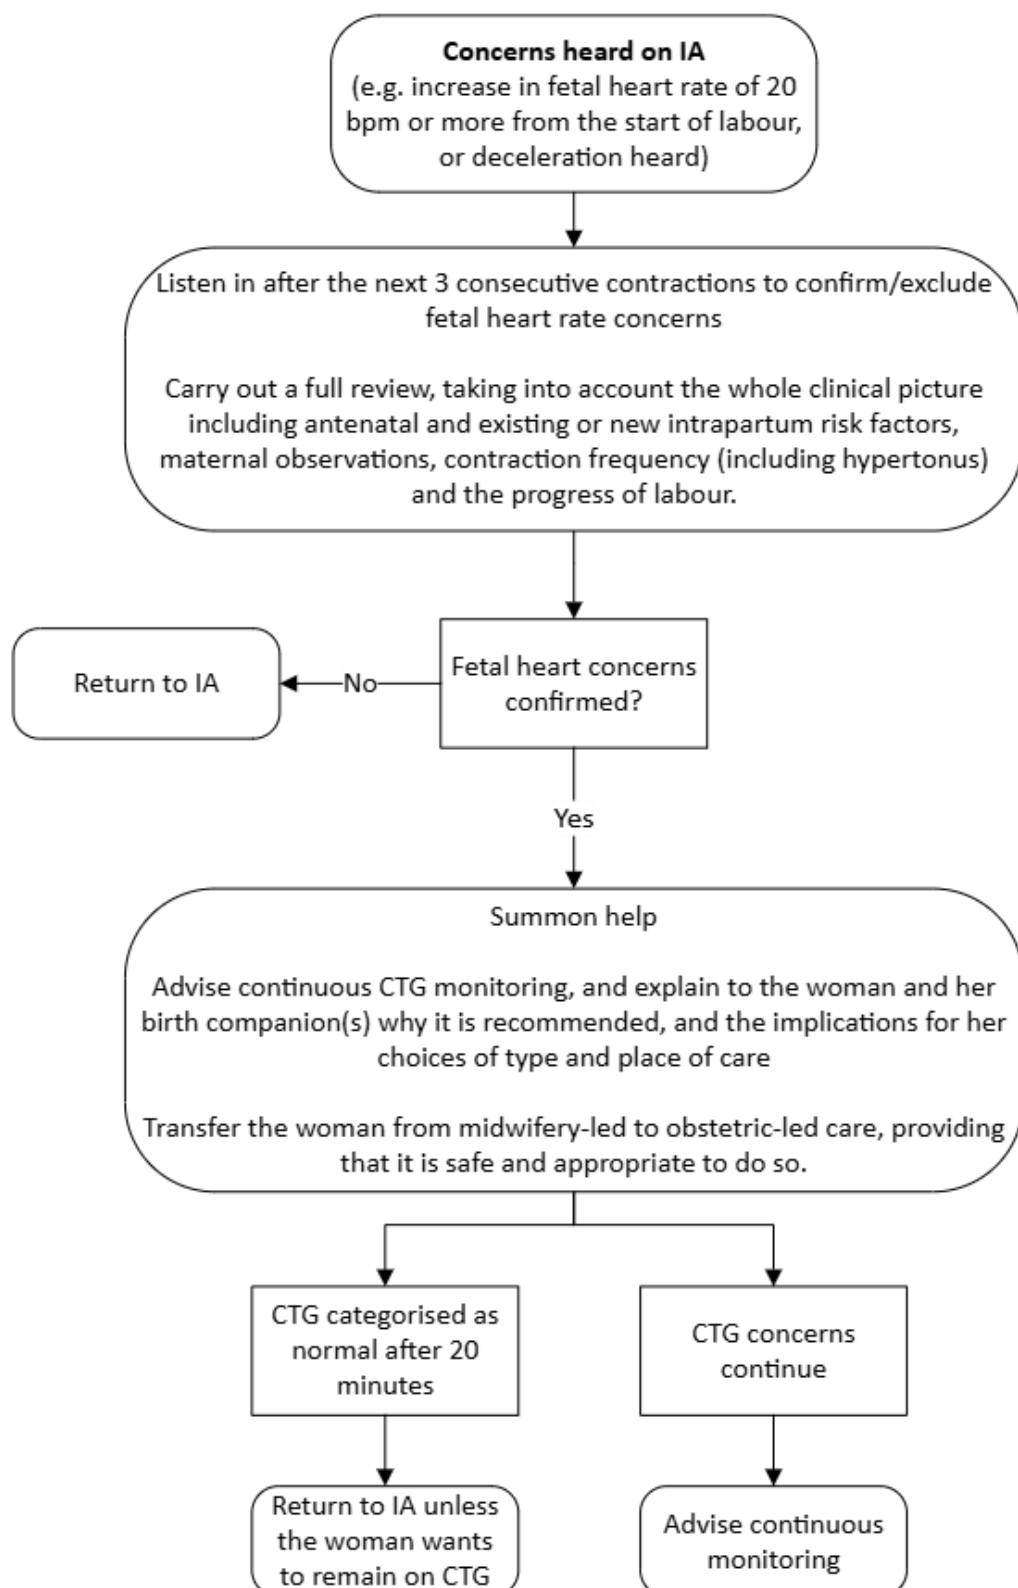 Concerns heard on IA
(e.g. increase in fetal heart rate of 20
bpm or more from the start of labour,
or deceleration heard)
Listen in after the next 3 consecutive contractions to confirm/exclude
fetal heart rate concerns
Carry out a full review, taking into account the whole clinical picture
including antenatal and existing or new intrapartum risk factors,
maternal observations, contraction frequency (including hypertonus)
and the progress of labour.
Fetal heart concerns
confirmed?
No
Return to IA
Yes
Summon help
Advise continuous CTG monitoring, and explain to the woman and her
birth companion(s) why it is recommended, and the implications for her
choices of type and place of care
Transfer the woman from midwifery-led to obstetric-led care, providing
that it is safe and appropriate to do so.
CTG categorised as
normal after 20
minutes
Return to IA unless
the woman wants
to remain on CTG
CTG concerns
continue
Advise continuous
monitoring